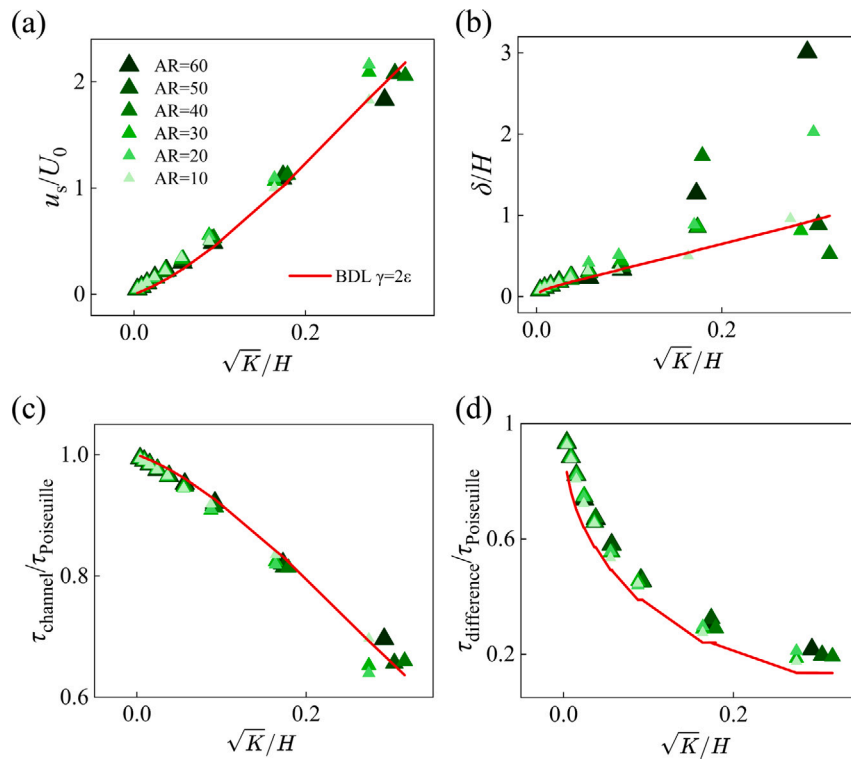 (a)
2
1
0
0.0
0.2
u_s/U_0
√K/H
AR=60
AR=50
AR=40
AR=30
AR=20
AR=10
BDL γ=2ε
(b)
3
2
1
0
0.0
0.2
δ/H
√K/H
(c)
1.0
0.8
0.6
0.0
0.2
τ_channel/τ_Poiseuille
√K/H
(d)
1
0.6
0.2
0.0
0.2
τ_difference/τ_Poiseuille
√K/H